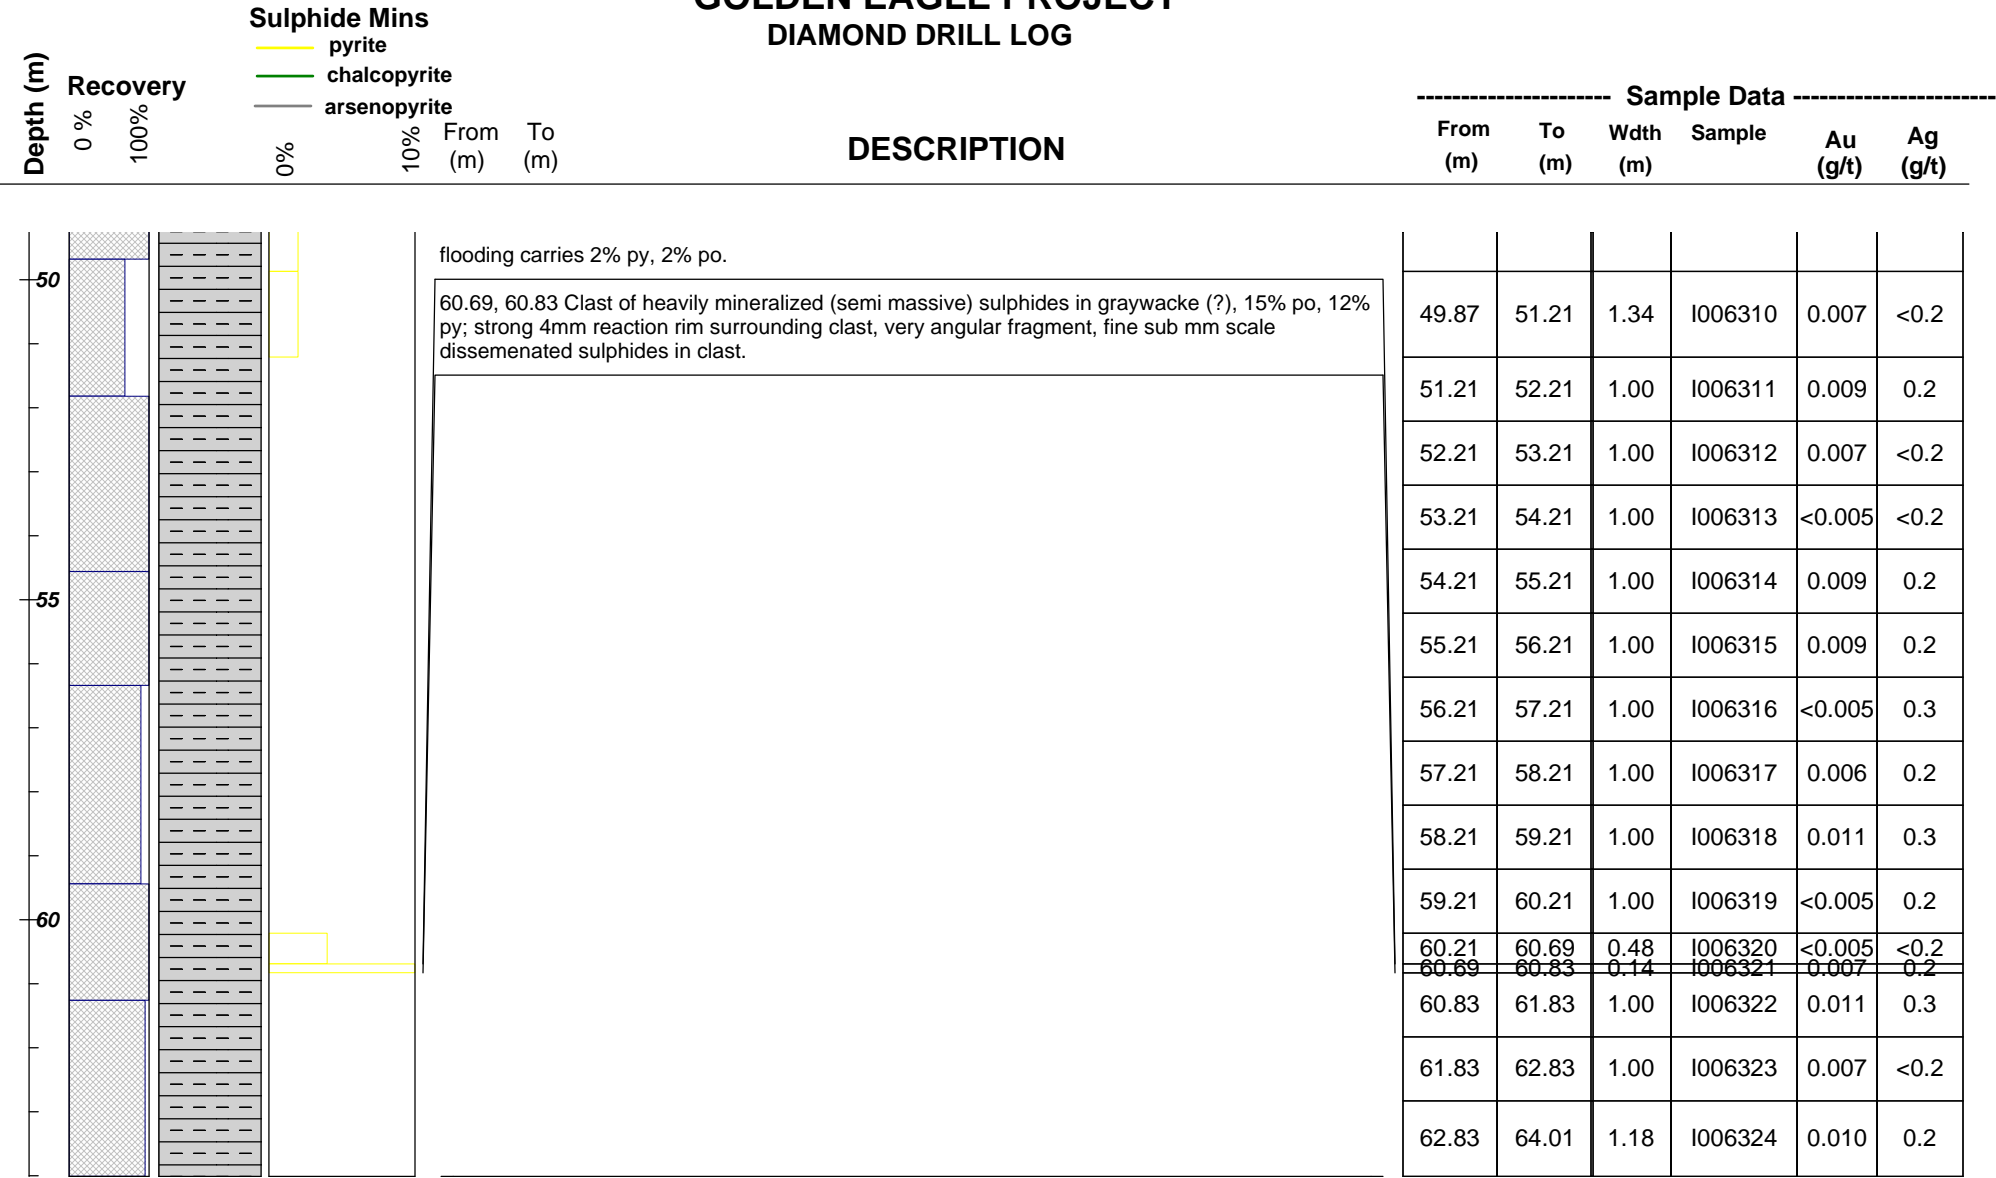 GOLDEN EAGLE PROJECT
DIAMOND DRILL LOG
Sulphide Mins
pyrite
chalcopyrite
arsenopyrite
Depth (m)
Recovery
0 %
100%
0%
10%
From (m)
To (m)
DESCRIPTION
----------------------- Sample Data ------------------------
From (m) To (m) Wdth (m) Sample Au (g/t) Ag (g/t)
flooding carries 2% py, 2% po.
50
60.69, 60.83 Clast of heavily mineralized (semi massive) sulphides in graywacke (?), 15% po, 12%
py; strong 4mm reaction rim surrounding clast, very angular fragment, fine sub mm scale
dissemenated sulphides in clast.
55
60
49.87 51.21 1.34 I006310 0.007 <0.2
51.21 52.21 1.00 I006311 0.009 0.2
52.21 53.21 1.00 I006312 0.007 <0.2
53.21 54.21 1.00 I006313 <0.005 <0.2
54.21 55.21 1.00 I006314 0.009 0.2
55.21 56.21 1.00 I006315 0.009 0.2
56.21 57.21 1.00 I006316 <0.005 0.3
57.21 58.21 1.00 I006317 0.006 0.2
58.21 59.21 1.00 I006318 0.011 0.3
59.21 60.21 1.00 I006319 <0.005 0.2
60.21 60.69 0.48 I006320 <0.005 <0.2
60.69 60.83 0.14 I006321 0.007 0.2
60.83 61.83 1.00 I006322 0.011 0.3
61.83 62.83 1.00 I006323 0.007 <0.2
62.83 64.01 1.18 I006324 0.010 0.2